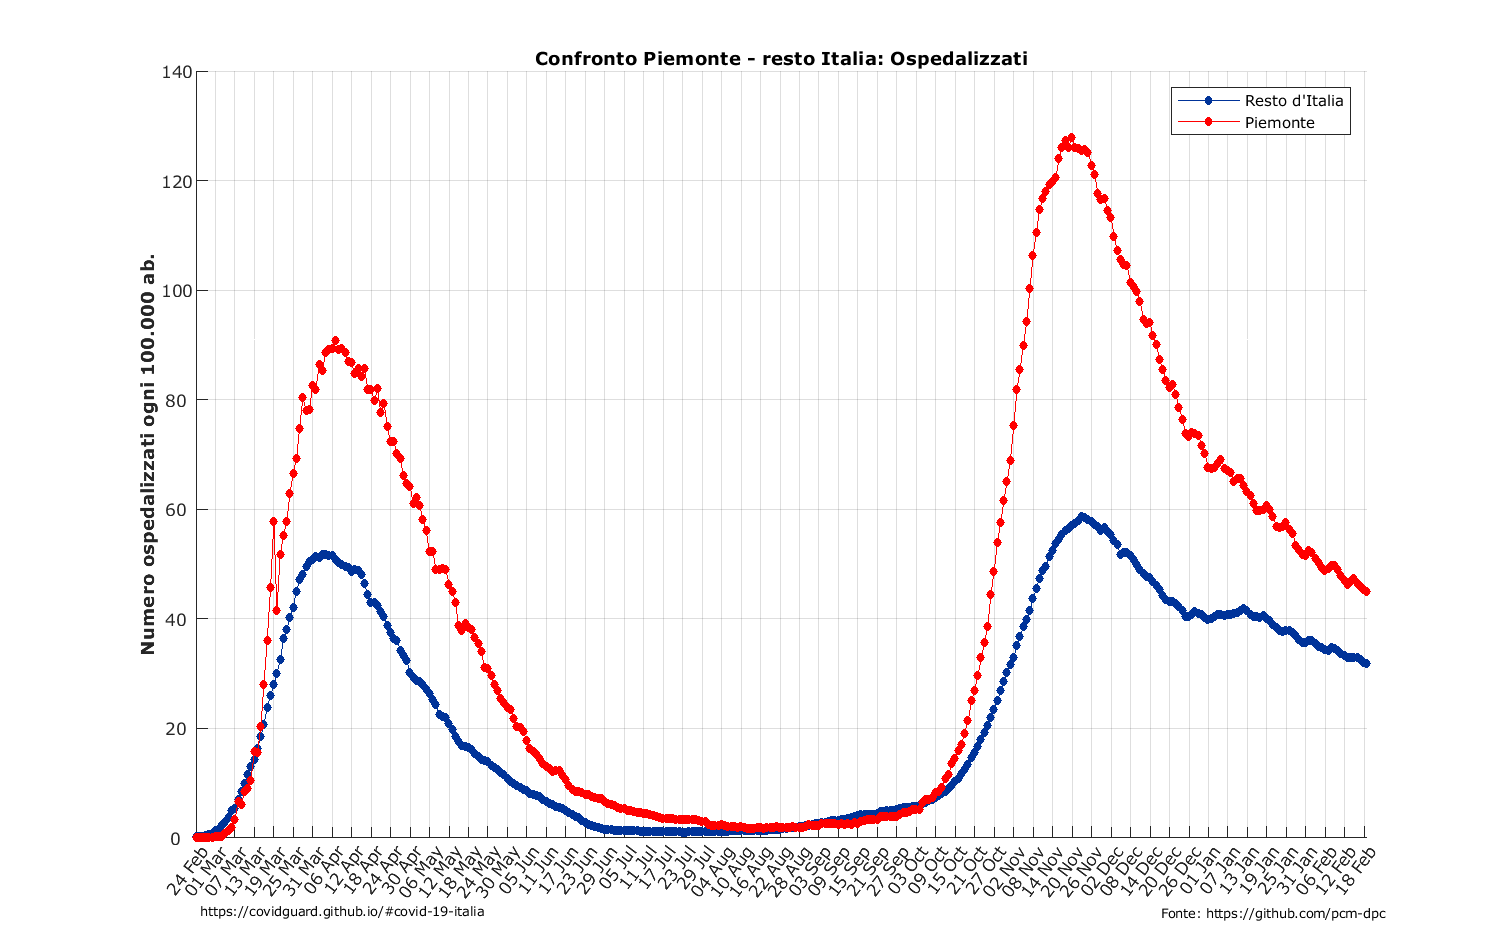 Confronto Piemonte - resto Italia: Ospedalizzati
Numero ospedalizzati ogni 100.000 ab.
140
120
100
80
60
40
20
0
Resto d'Italia
Piemonte
24 Feb
01 Mar
07 Mar
13 Mar
19 Mar
25 Mar
31 Mar
06 Apr
12 Apr
18 Apr
24 Apr
30 Apr
06 May
12 May
18 May
24 May
30 May
05 Jun
11 Jun
17 Jun
23 Jun
29 Jun
05 Jul
11 Jul
17 Jul
23 Jul
29 Jul
04 Aug
10 Aug
16 Aug
22 Aug
28 Aug
03 Sep
09 Sep
15 Sep
21 Sep
27 Sep
03 Oct
09 Oct
15 Oct
21 Oct
27 Oct
02 Nov
08 Nov
14 Nov
20 Nov
26 Nov
02 Dec
08 Dec
14 Dec
20 Dec
26 Dec
01 Jan
07 Jan
13 Jan
19 Jan
25 Jan
31 Jan
06 Feb
12 Feb
18 Feb
https://covidguard.github.io/#covid-19-italia
Fonte: https://github.com/pcm-dpc